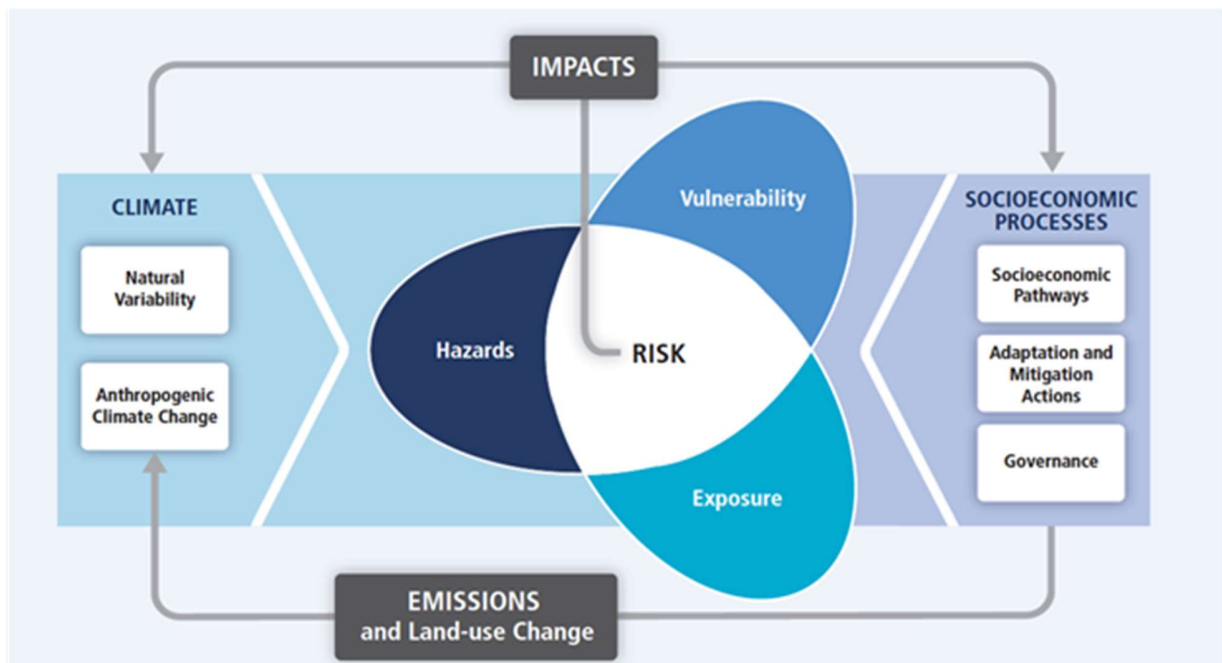 IMPACTS
CLIMATE
Natural
Variability
Anthropogenic
Climate Change
Vulnerability
Hazards
RISK
Exposure
SOCIOECONOMIC
PROCESSES
Socioeconomic
Pathways
Adaptation and
Mitigation
Actions
Governance
EMISSIONS
and Land-use Change